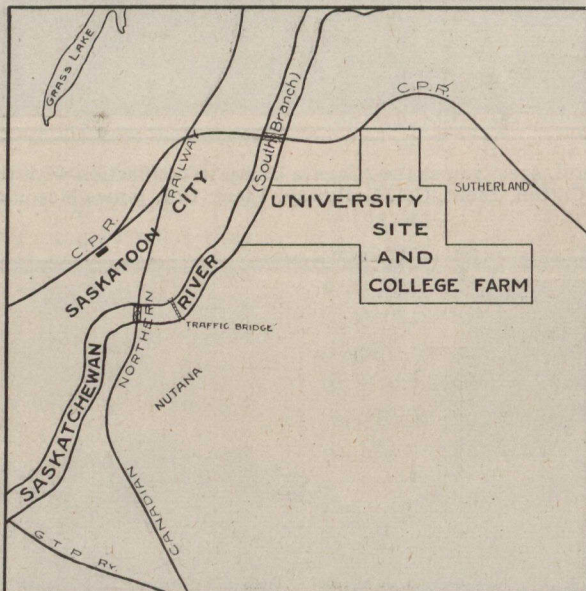 GRASS LAKE
C.P.R.
(South Branch)
RAILWAY
SUTHERLAND
UNIVERSITY
SITE
AND
COLLEGE FARM
C.P.R.
SASKATOON CITY
RIVER
TRAFFIC BRIDGE
NORTHERN
NUTANA
SASKATCHEWAN
CANADIAN
G T P RY.